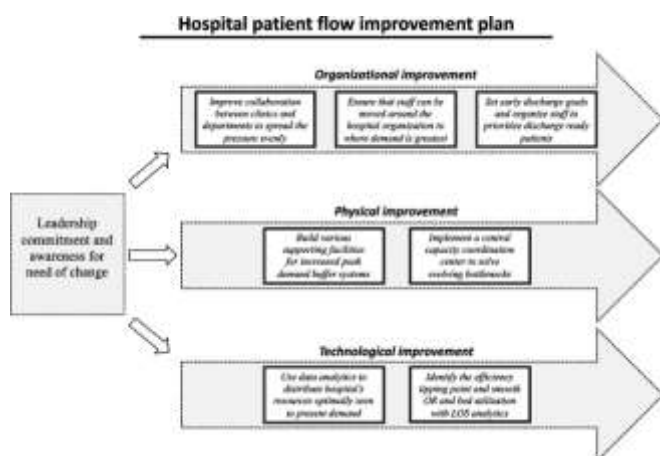 Hospital patient flow improvement plan
Organizational improvement
Improve collaboration
between clinics and
departments to spread the
pressure evenly
Ensure that staff can be
moved around the
hospital organization to
where demand is greatest
Set early discharge goals
and organize staff to
prioritize discharge ready
patients
Leadership
commitment and
awareness for
need of change
Physical improvement
Build various
supporting facilities
for increased peak
demand buffer systems
Implement a central
capacity coordination
center to solve
evolving bottlenecks
Technological improvement
Use data analytics to
distribute hospital's
resources optimally seen
to present demand
Identify the efficiency
tipping point and smooth
OR and bed utilization
with LOS analytics